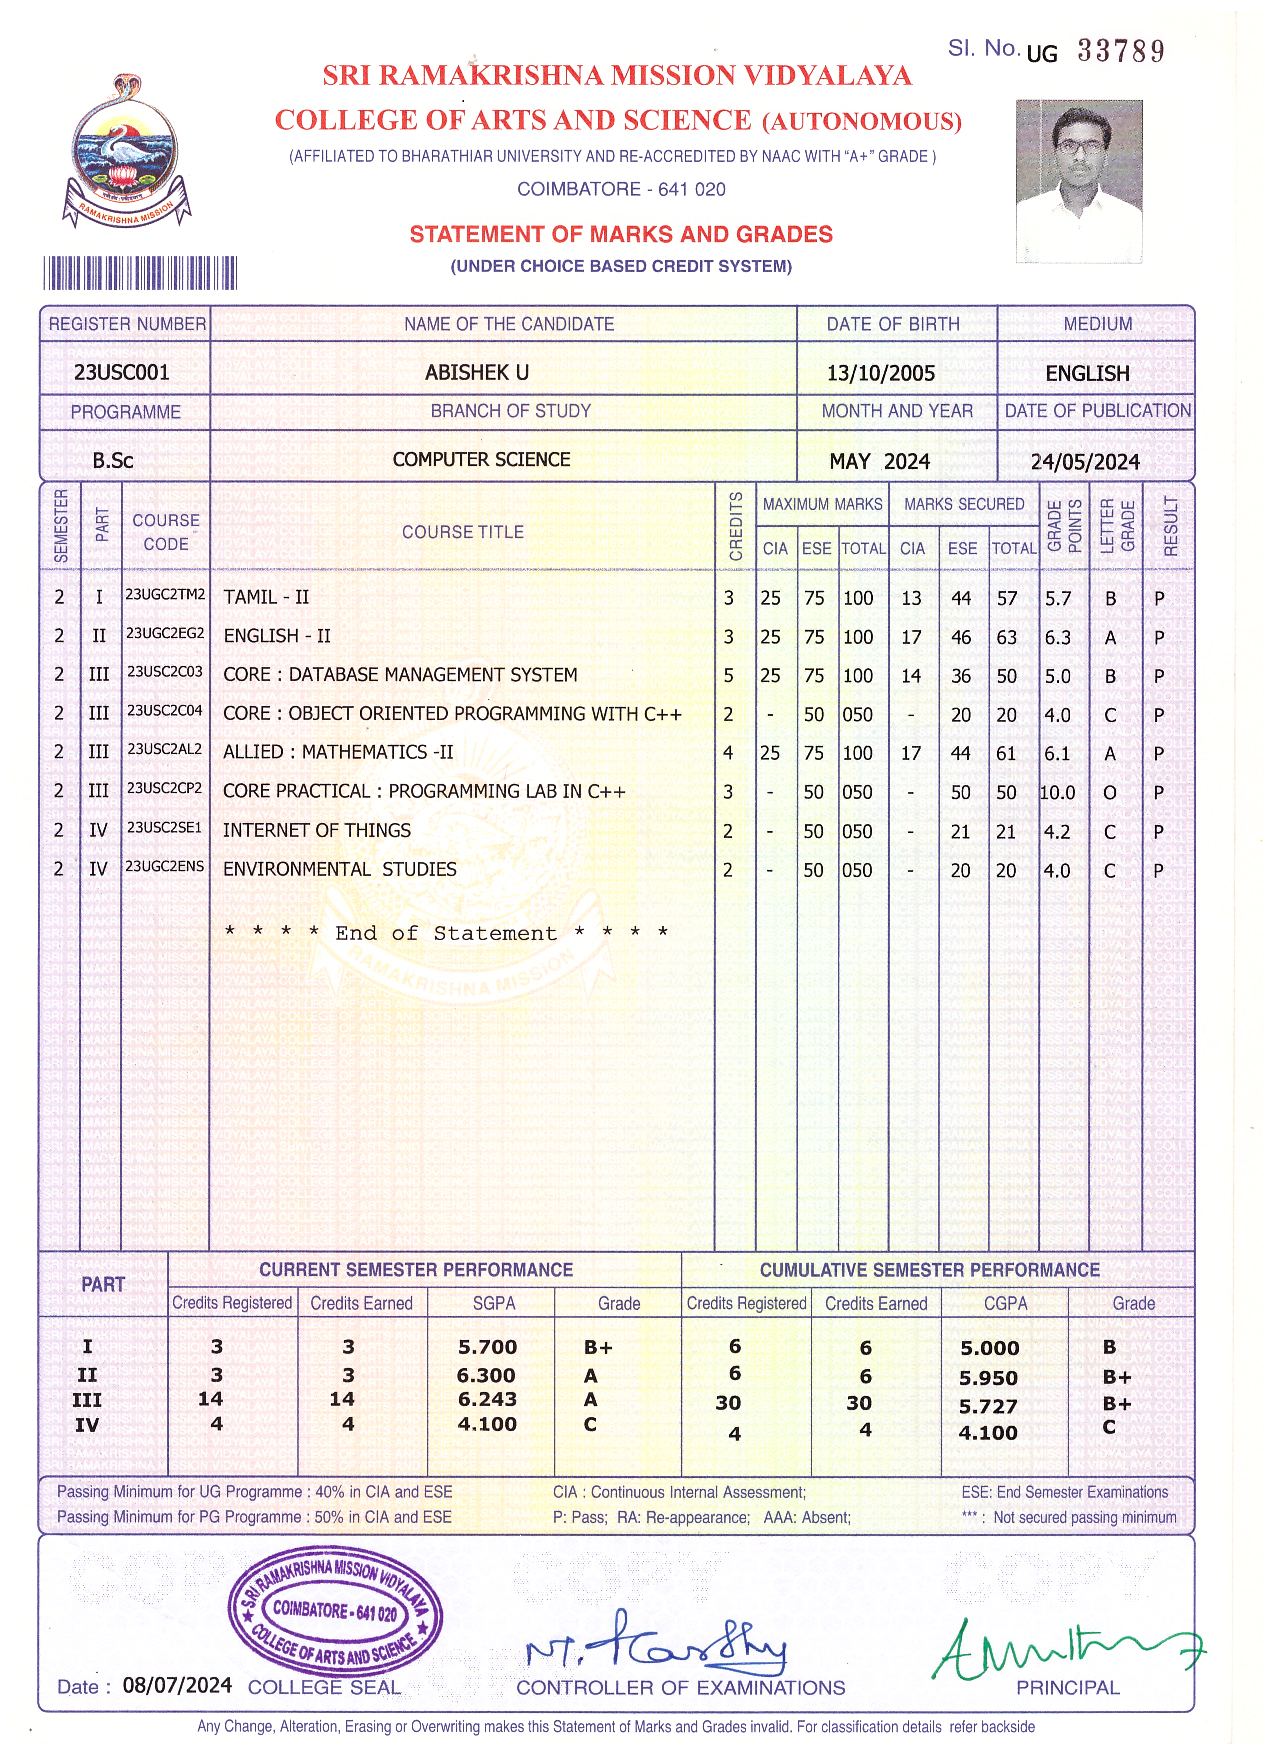 Sl. No. UG 33789
SRI RAMAKRISHNA MISSION VIDYALAYA
COLLEGE OF ARTS AND SCIENCE (AUTONOMOUS)
(AFFILIATED TO BHARATHIAR UNIVERSITY AND RE-ACCREDITED BY NAAC WITH “A+” GRADE )
COIMBATORE - 641 020
RAMAKRISHNA MISSION
STATEMENT OF MARKS AND GRADES
(UNDER CHOICE BASED CREDIT SYSTEM)
REGISTER NUMBER NAME OF THE CANDIDATE DATE OF BIRTH MEDIUM
23USC001 ABISHEK U 13/10/2005 ENGLISH
PROGRAMME BRANCH OF STUDY MONTH AND YEAR DATE OF PUBLICATION
B.Sc COMPUTER SCIENCE MAY 2024 24/05/2024
SEMESTER PART COURSE CODE COURSE TITLE CREDITS MAXIMUM MARKS MARKS SECURED GRADE POINTS LETTER GRADE RESULT
CIA ESE TOTAL CIA ESE TOTAL
2 I 23UGC2TM2 TAMIL - II 3 25 75 100 13 44 57 5.7 B P
2 II 23UGC2EG2 ENGLISH - II 3 25 75 100 17 46 63 6.3 A P
2 III 23USC2C03 CORE : DATABASE MANAGEMENT SYSTEM 5 25 75 100 14 36 50 5.0 B P
2 III 23USC2C04 CORE : OBJECT ORIENTED PROGRAMMING WITH C++ 2 - 50 050 - 20 20 4.0 C P
2 III 23USC2AL2 ALLIED : MATHEMATICS -II 4 25 75 100 17 44 61 6.1 A P
2 III 23USC2CP2 CORE PRACTICAL : PROGRAMMING LAB IN C++ 3 - 50 050 - 50 50 10.0 O P
2 IV 23USC2SE1 INTERNET OF THINGS 2 - 50 050 - 21 21 4.2 C P
2 IV 23UGC2ENS ENVIRONMENTAL STUDIES 2 - 50 050 - 20 20 4.0 C P
* * * * End of Statement * * * *
RAMAKRISHNA MISSION
PART CURRENT SEMESTER PERFORMANCE CUMULATIVE SEMESTER PERFORMANCE
Credits Registered Credits Earned SGPA Grade Credits Registered Credits Earned CGPA Grade
I 3 3 5.700 B+ 6 6 5.000 B
II 3 3 6.300 A 6 6 5.950 B+
III 14 14 6.243 A 30 30 5.727 B+
IV 4 4 4.100 C 4 4 4.100 C
Passing Minimum for UG Programme : 40% in CIA and ESE CIA : Continuous Internal Assessment; ESE: End Semester Examinations
Passing Minimum for PG Programme : 50% in CIA and ESE P: Pass; RA: Re-appearance; AAA: Absent; *** : Not secured passing minimum
COPY COPY COPY
SRI RAMAKRISHNA MISSION VIDYALAYA
COIMBATORE - 641 020
COLLEGE OF ARTS AND SCIENCE
Date : 08/07/2024 COLLEGE SEAL CONTROLLER OF EXAMINATIONS PRINCIPAL
Any Change, Alteration, Erasing or Overwriting makes this Statement of Marks and Grades invalid. For classification details refer backside